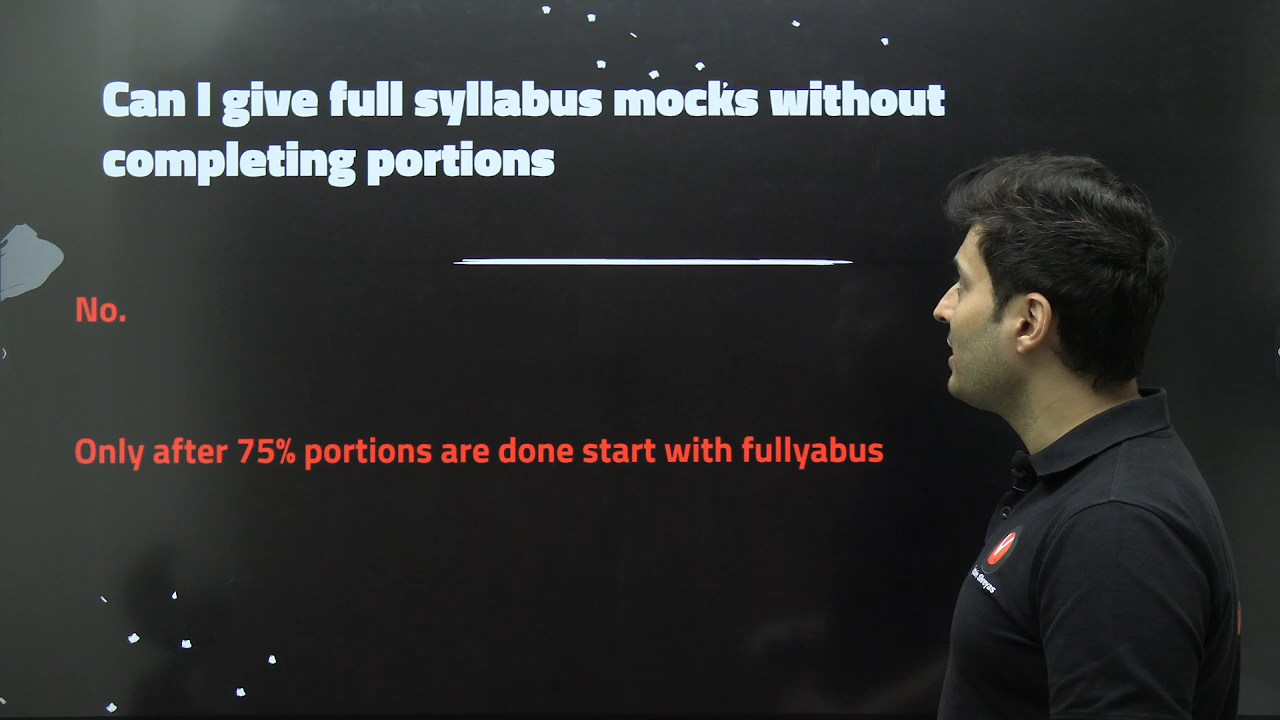 Can I give full syllabus mocks without
completing portions
No.
Only after 75% portions are done start with fullyabus